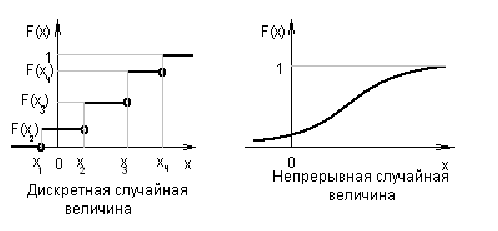 F(x)
1
F(x₄)
F(x₃)
F(x₂)
x₁ 0 x₂ x₃ x₄ x
Дискретная случайная
величина
F(x)
1
0 x
Непрерывная случайная
величина